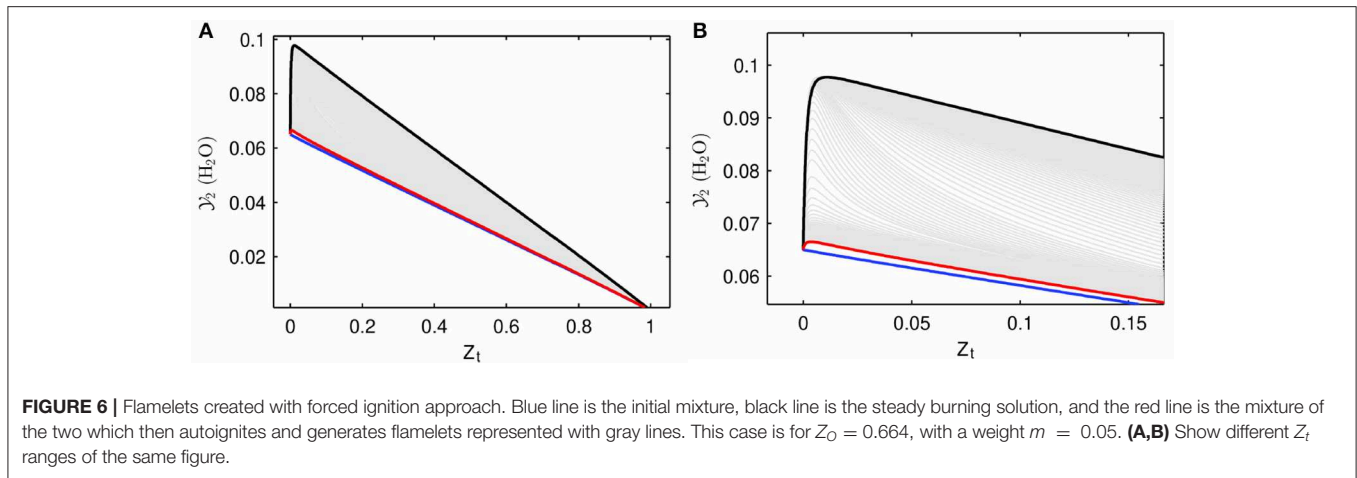 A
B
0.1
0.08
0.06
0.04
0.02
𝒴₂ (H₂O)
0 0.2 0.4 0.6 0.8 1
Zₜ
0.1
0.09
0.08
0.07
0.06
𝒴₂ (H₂O)
0 0.05 0.1 0.15
Zₜ
FIGURE 6 | Flamelets created with forced ignition approach. Blue line is the initial mixture, black line is the steady burning solution, and the red line is the mixture of
the two which then autoignites and generates flamelets represented with gray lines. This case is for Z_O = 0.664, with a weight m = 0.05. (A,B) Show different Zₜ
ranges of the same figure.